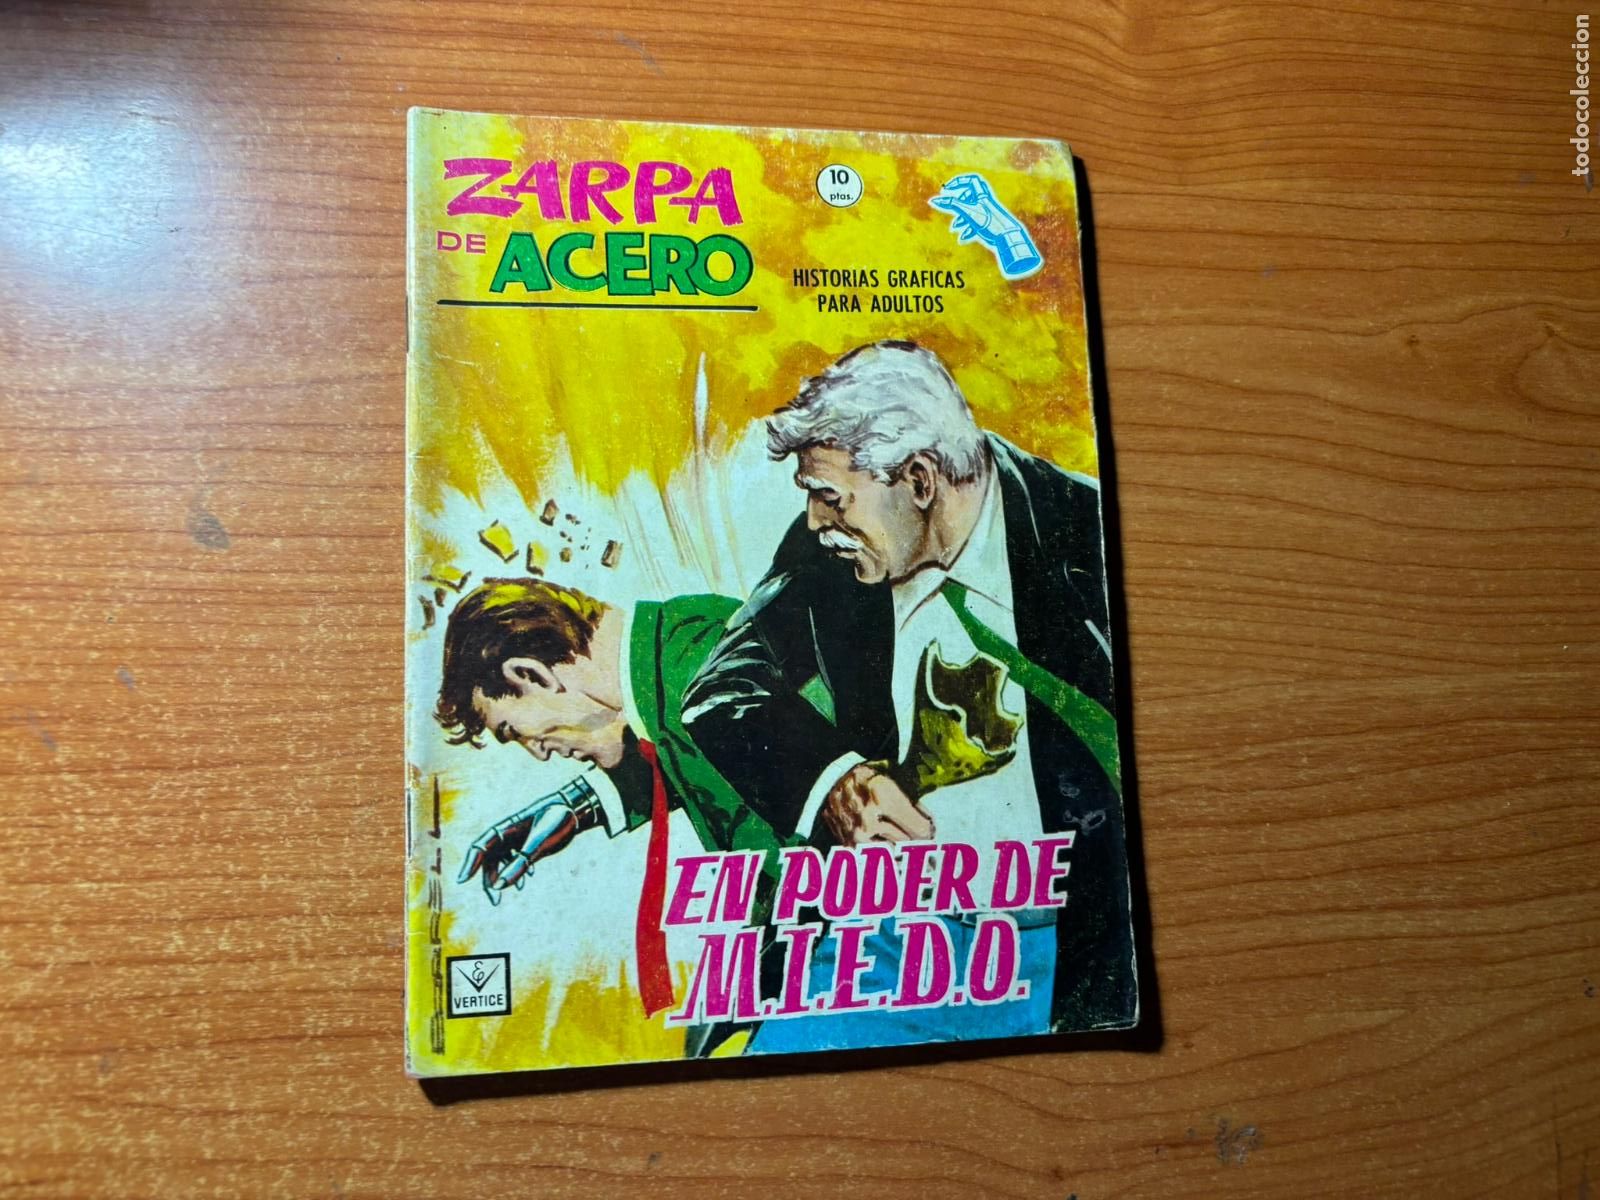 ZARPA
DE ACERO
10
ptas.
HISTORIAS GRAFICAS
PARA ADULTOS
EN PODER DE
M.I.E.D.O.
VERTICE
todocoleccion